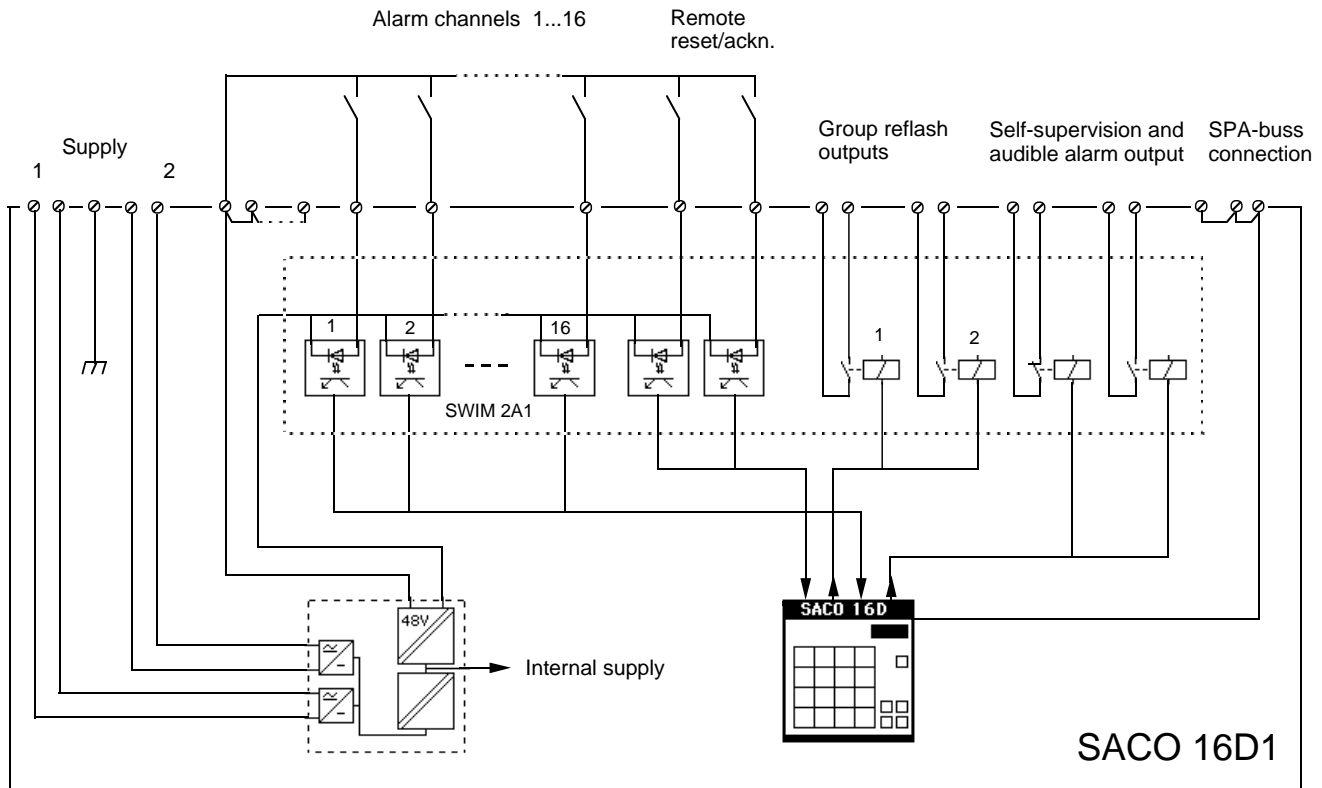 Alarm channels 1...16
Remote
reset/ackn.
Supply
1
2
Group reflash
outputs
Self-supervision and
audible alarm output
SPA-buss
connection
1
2
16
1
2
SWIM 2A1
48V
Internal supply
SACO 16D
SACO 16D1